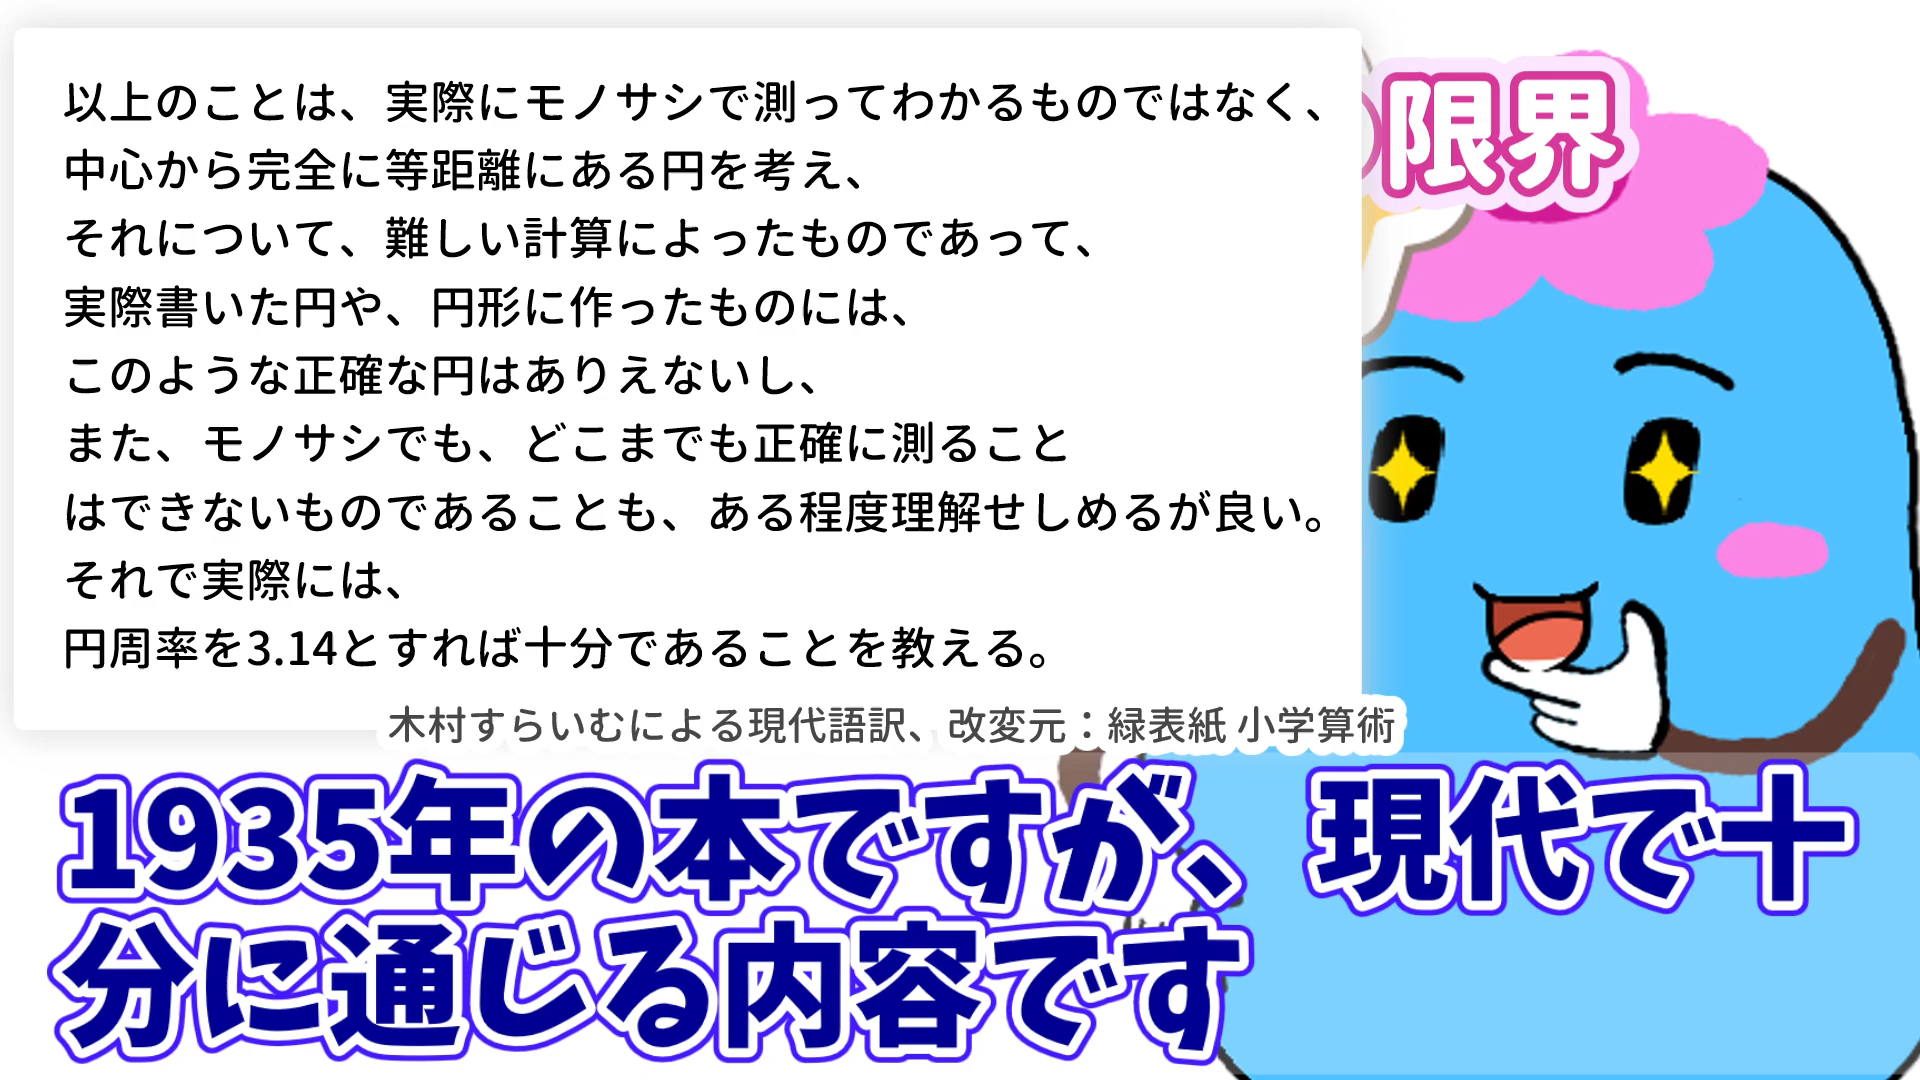 以上のことは、実際にモノサシで測ってわかるものではなく、
中心から完全に等距離にある円を考え、
それについて、難しい計算によったものであって、
実際書いた円や、円形に作ったものには、
このような正確な円はありえないし、
また、モノサシでも、どこまでも正確に測ること
はできないものであることも、ある程度理解せしめるが良い。
それで実際には、
円周率を3.14とすれば十分であることを教える。
限界
木村すらいむによる現代語訳、改変元：緑表紙 小学算術
1935年の本ですが、現代で十
分に通じる内容です